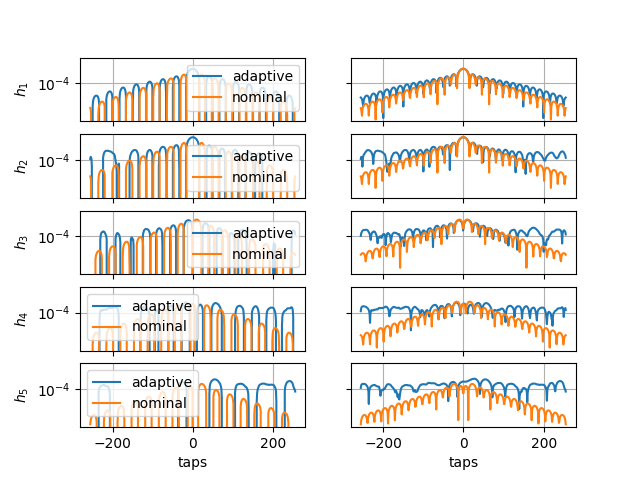 h₁
10⁻⁴
adaptive
nominal
h₂
10⁻⁴
adaptive
nominal
h₃
10⁻⁴
adaptive
nominal
h₄
10⁻⁴
adaptive
nominal
h₅
10⁻⁴
adaptive
nominal
−200 0 200
−200 0 200
taps
taps